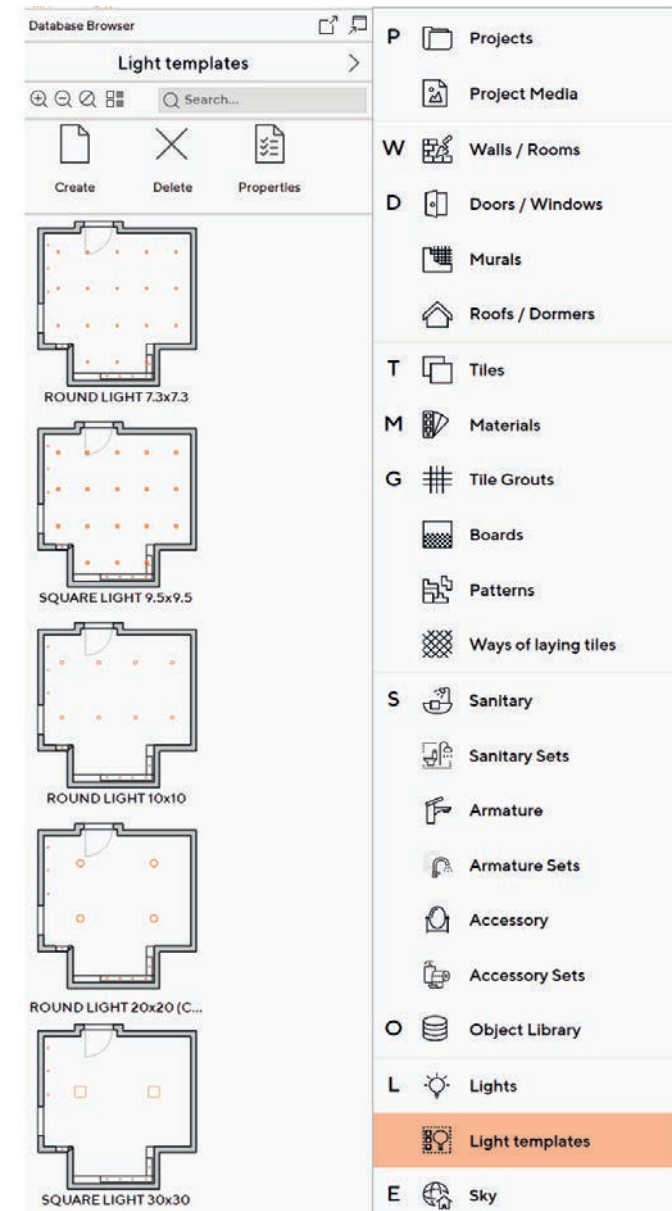 Database Browser
Light templates
Search...
Create Delete Properties
ROUND LIGHT 7.3x7.3
SQUARE LIGHT 9.5x9.5
ROUND LIGHT 10x10
ROUND LIGHT 20x20 (C...
SQUARE LIGHT 30x30
P Projects
Project Media
W Walls / Rooms
D Doors / Windows
Murals
Roofs / Dormers
T Tiles
M Materials
G Tile Grouts
Boards
Patterns
Ways of laying tiles
S Sanitary
Sanitary Sets
Armature
Armature Sets
Accessory
Accessory Sets
O Object Library
L Lights
Light templates
E Sky